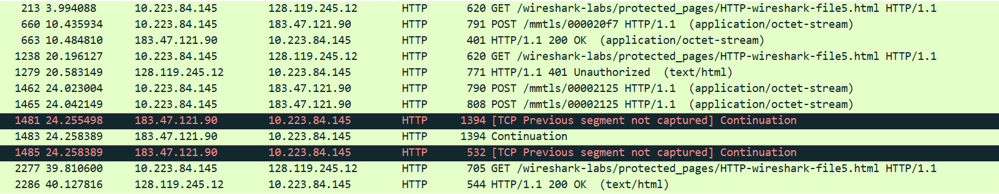 213 3.994088 10.223.84.145 128.119.245.12 HTTP 620 GET /wireshark-labs/protected_pages/HTTP-wireshark-file5.html HTTP/1.1
660 10.435934 10.223.84.145 183.47.121.90 HTTP 791 POST /mmtls/000020f7 HTTP/1.1 (application/octet-stream)
663 10.484810 183.47.121.90 10.223.84.145 HTTP 401 HTTP/1.1 200 OK (application/octet-stream)
1238 20.196127 10.223.84.145 128.119.245.12 HTTP 620 GET /wireshark-labs/protected_pages/HTTP-wireshark-file5.html HTTP/1.1
1279 20.583149 128.119.245.12 10.223.84.145 HTTP 771 HTTP/1.1 401 Unauthorized (text/html)
1462 24.023004 10.223.84.145 183.47.121.90 HTTP 790 POST /mmtls/00002125 HTTP/1.1 (application/octet-stream)
1465 24.042149 10.223.84.145 183.47.121.90 HTTP 808 POST /mmtls/00002125 HTTP/1.1 (application/octet-stream)
1481 24.255498 183.47.121.90 10.223.84.145 HTTP 1394 [TCP Previous segment not captured] Continuation
1483 24.258389 183.47.121.90 10.223.84.145 HTTP 1394 Continuation
1485 24.258389 183.47.121.90 10.223.84.145 HTTP 532 [TCP Previous segment not captured] Continuation
2277 39.810600 10.223.84.145 128.119.245.12 HTTP 705 GET /wireshark-labs/protected_pages/HTTP-wireshark-file5.html HTTP/1.1
2286 40.127816 128.119.245.12 10.223.84.145 HTTP 544 HTTP/1.1 200 OK (text/html)